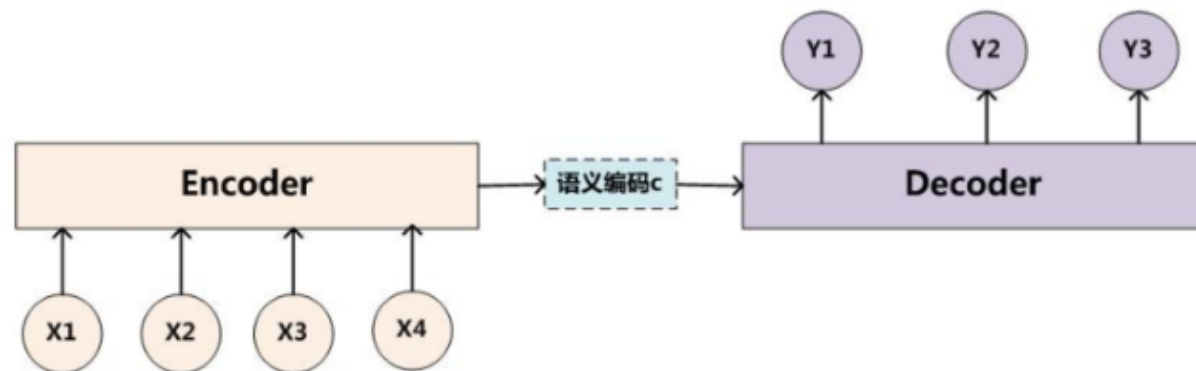 Y1 Y2 Y3
Encoder 语义编码c Decoder
X1 X2 X3 X4